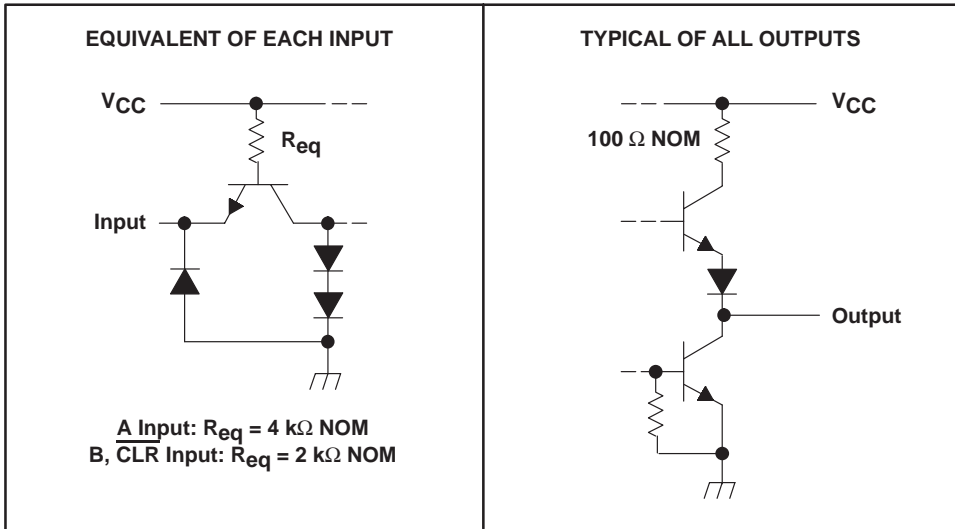 EQUIVALENT OF EACH INPUT
VCC
Req
Input
A Input: Req = 4 kΩ NOM
B, C̅L̅R̅ Input: Req = 2 kΩ NOM
TYPICAL OF ALL OUTPUTS
VCC
100 Ω NOM
Output